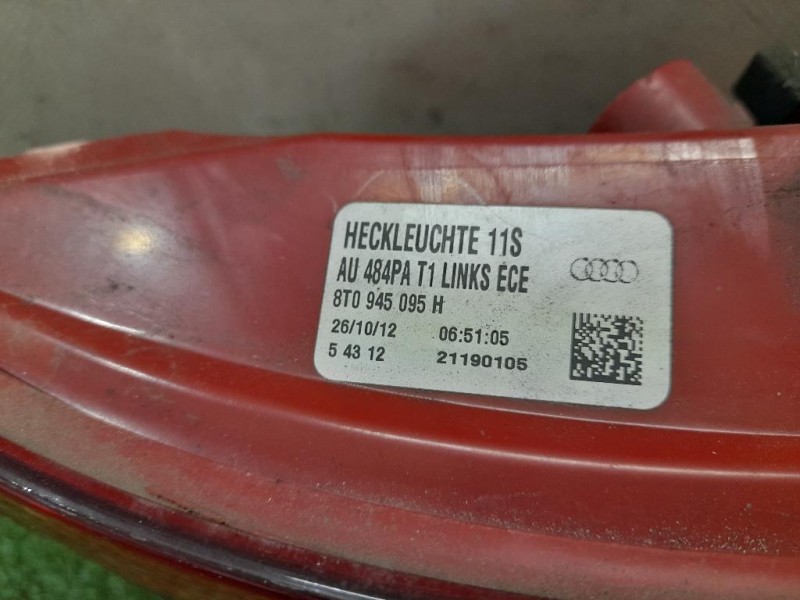 HECKLEUCHTE 11S
AU 484PA T1 LINKS ECE
8T0 945 095 H
26/10/12 06:51:05
5 43 12 21190105